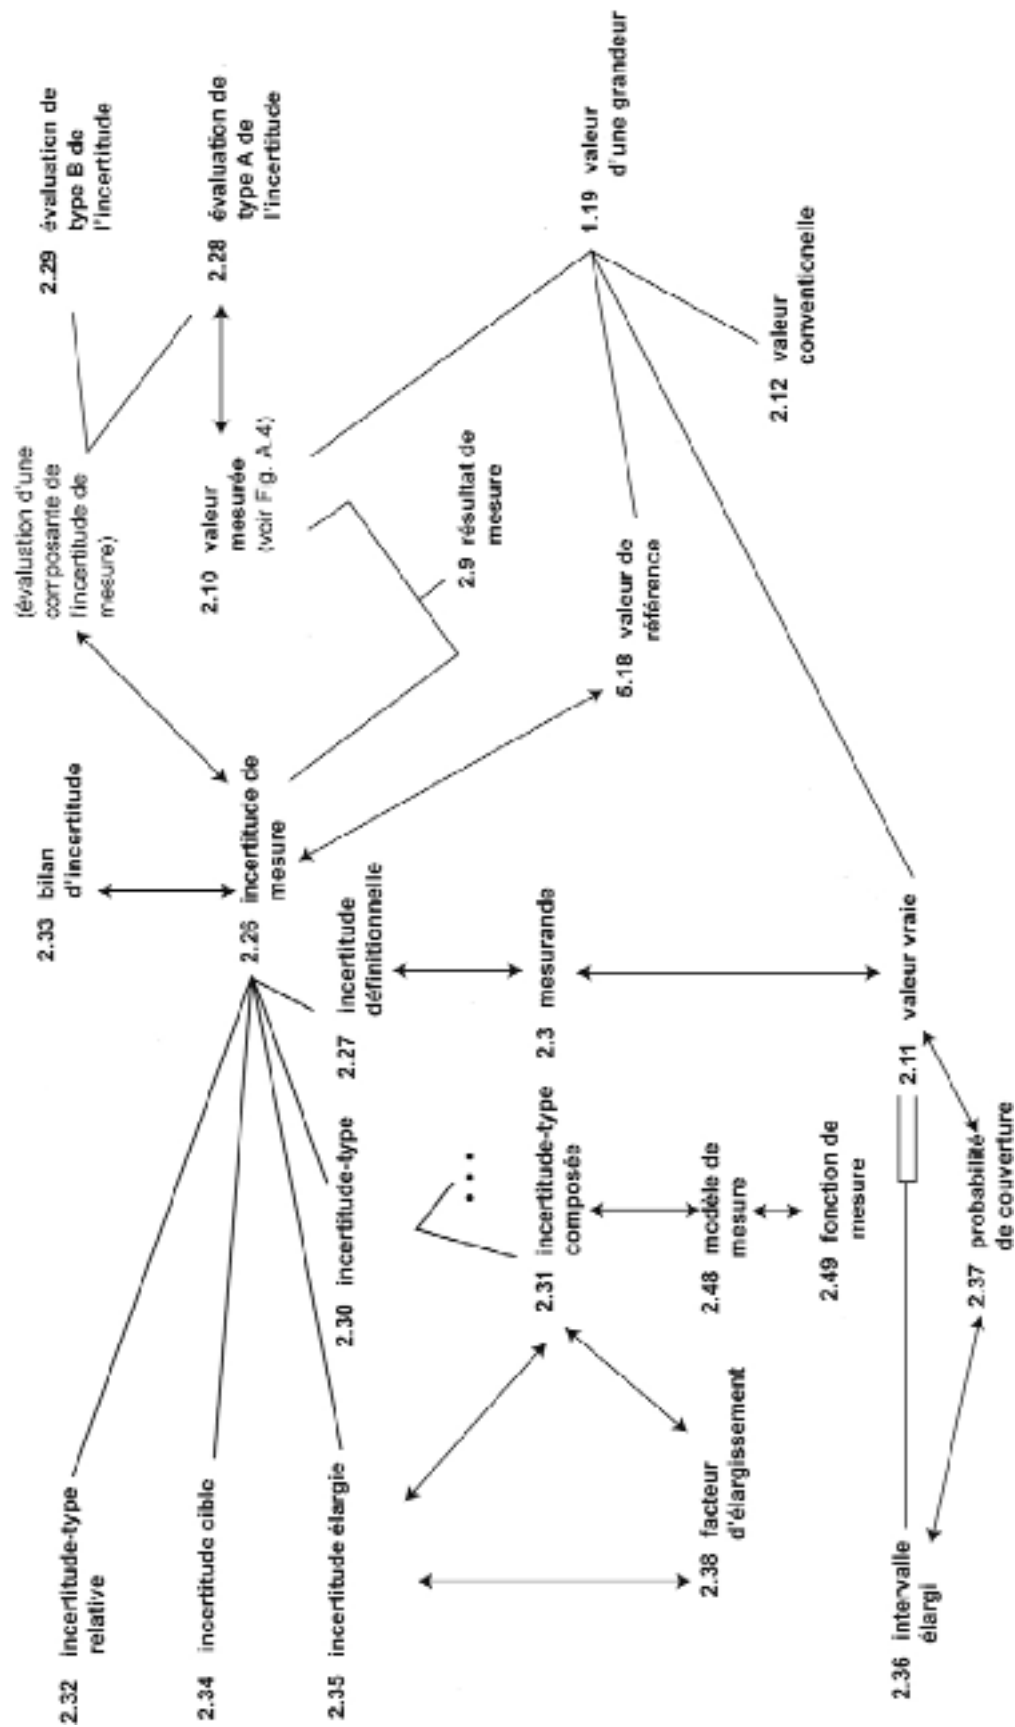 2.32 incertitude-type
relative
2.33 bilan
d'incertitude
(évaluation d'une
composante de
l'incertitude de
mesure)
2.29 évaluation de
type B de
l'incertitude
2.34 incertitude cible
2.26 incertitude de
mesure
2.10 valeur
mesurée
(voir Fig. A.4)
2.28 évaluation de
type A de
l'incertitude
2.35 incertitude élargie
2.30 incertitude-type
2.27 incertitude
définitionnelle
2.9 résultat de
mesure
2.31 incertitude-type
composée
2.3 mesurande
5.18 valeur de
référence
1.19 valeur
d'une grandeur
2.38 facteur
d'élargissement
2.48 modèle de
mesure
2.12 valeur
conventionelle
2.49 fonction de
mesure
2.36 intervalle
élargi
2.11 valeur vraie
2.37 probabilité
de couverture